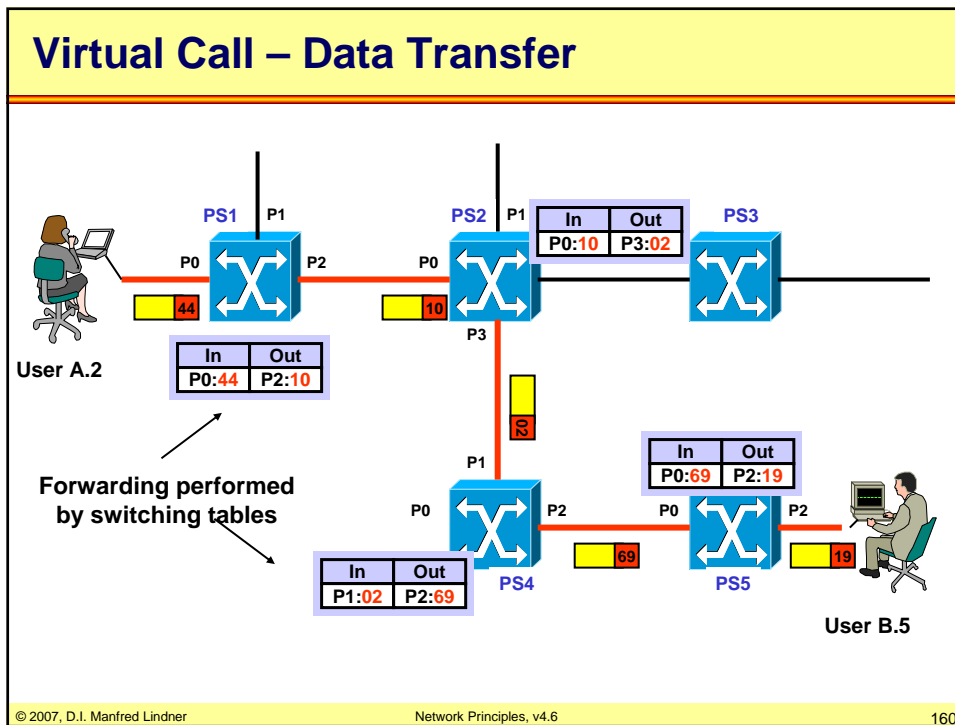 Virtual Call – Data Transfer
PS1
P1
P0
P2
44
User A.2
In Out
P0:44 P2:10
PS2
P1
P0
10
P3
In Out
P0:10 P3:02
PS3
02
Forwarding performed
by switching tables
P1
P0
P2
PS4
In Out
P1:02 P2:69
69
In Out
P0:69 P2:19
P0
P2
PS5
19
User B.5
© 2007, D.I. Manfred Lindner
Network Principles, v4.6
160